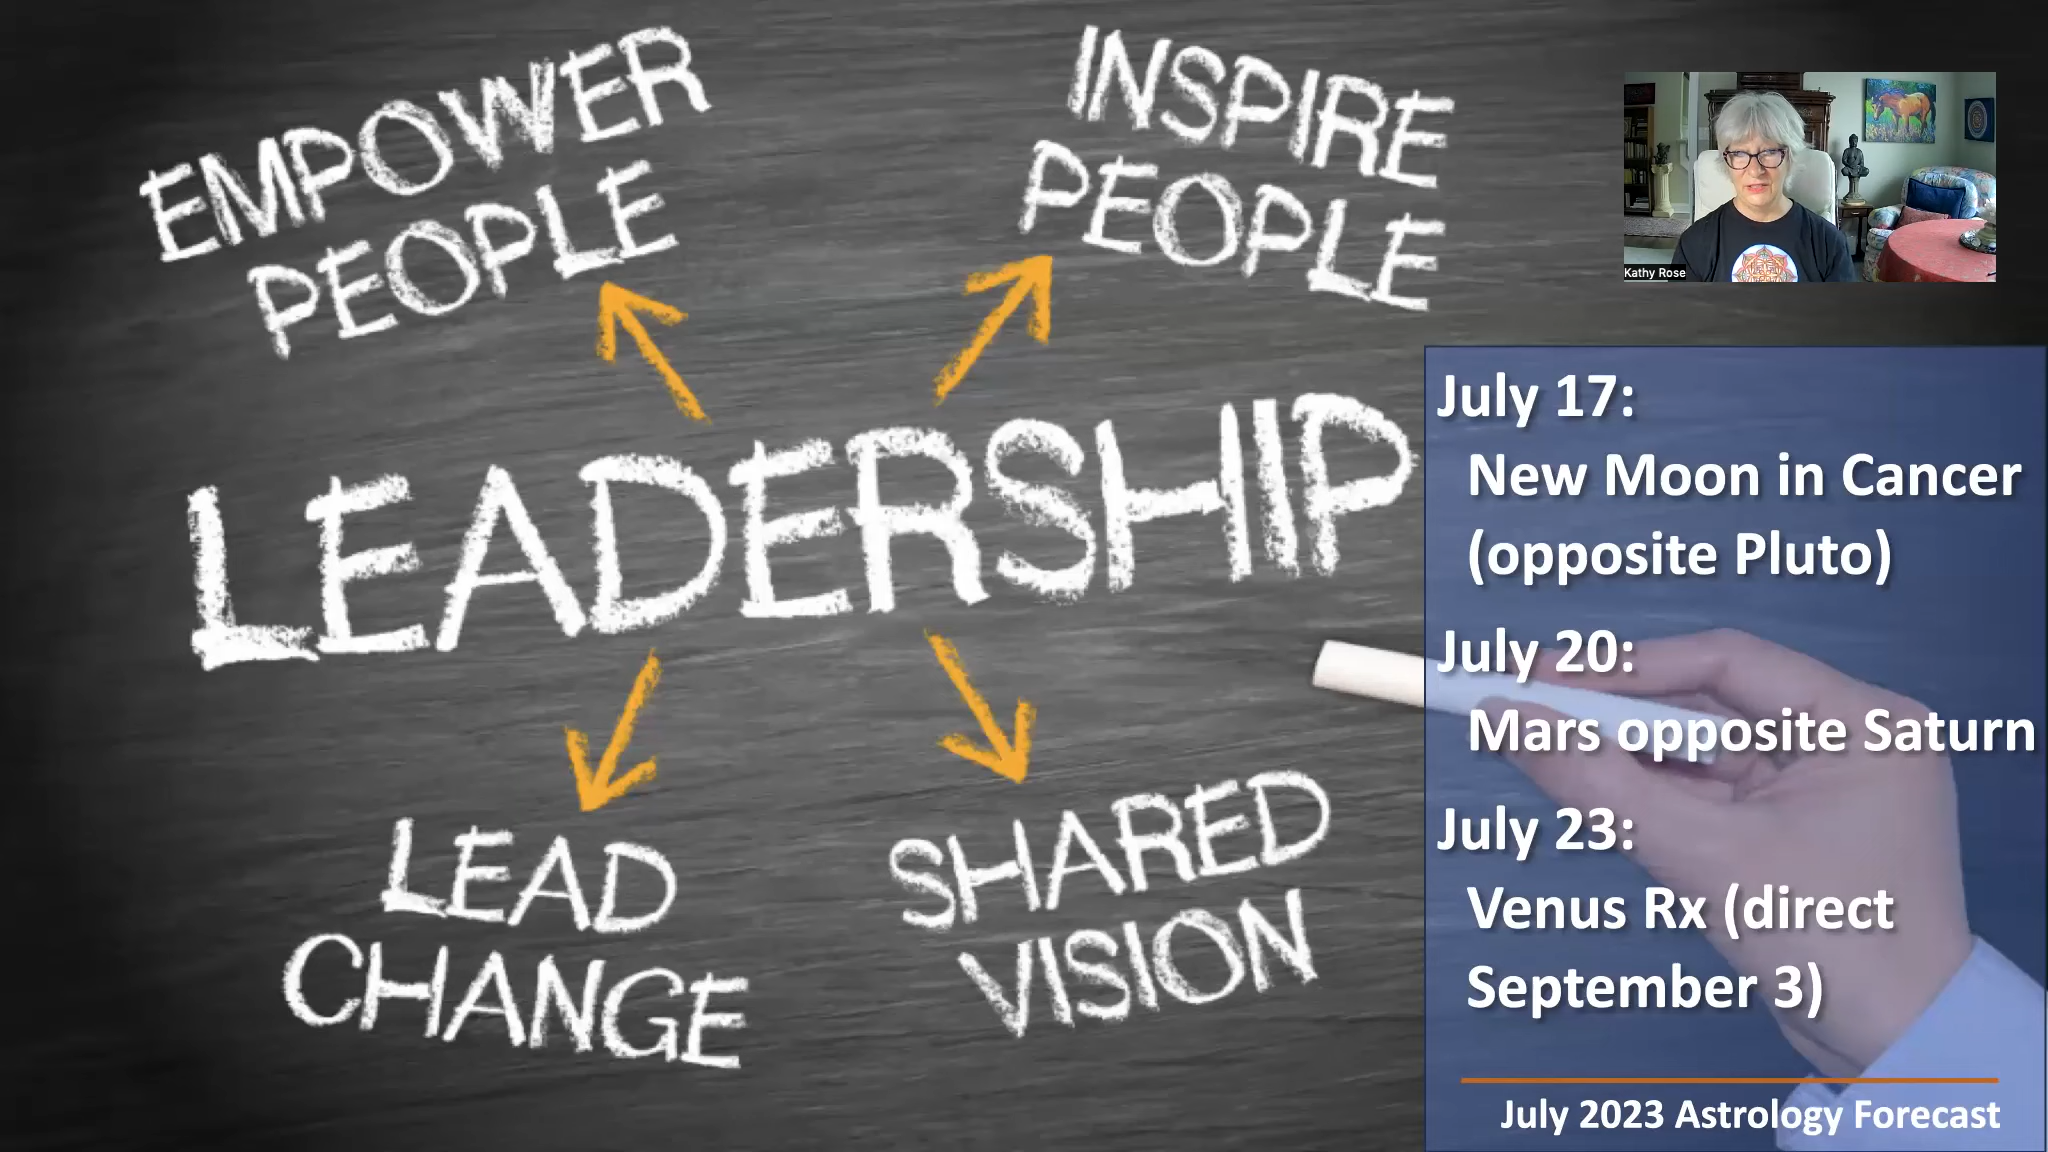 EMPOWER
PEOPLE
INSPIRE
PEOPLE
LEADERSHIP
LEAD
CHANGE
SHARED
VISION
Kathy Rose
July 17:
New Moon in Cancer
(opposite Pluto)
July 20:
Mars opposite Saturn
July 23:
Venus Rx (direct
September 3)
July 2023 Astrology Forecast